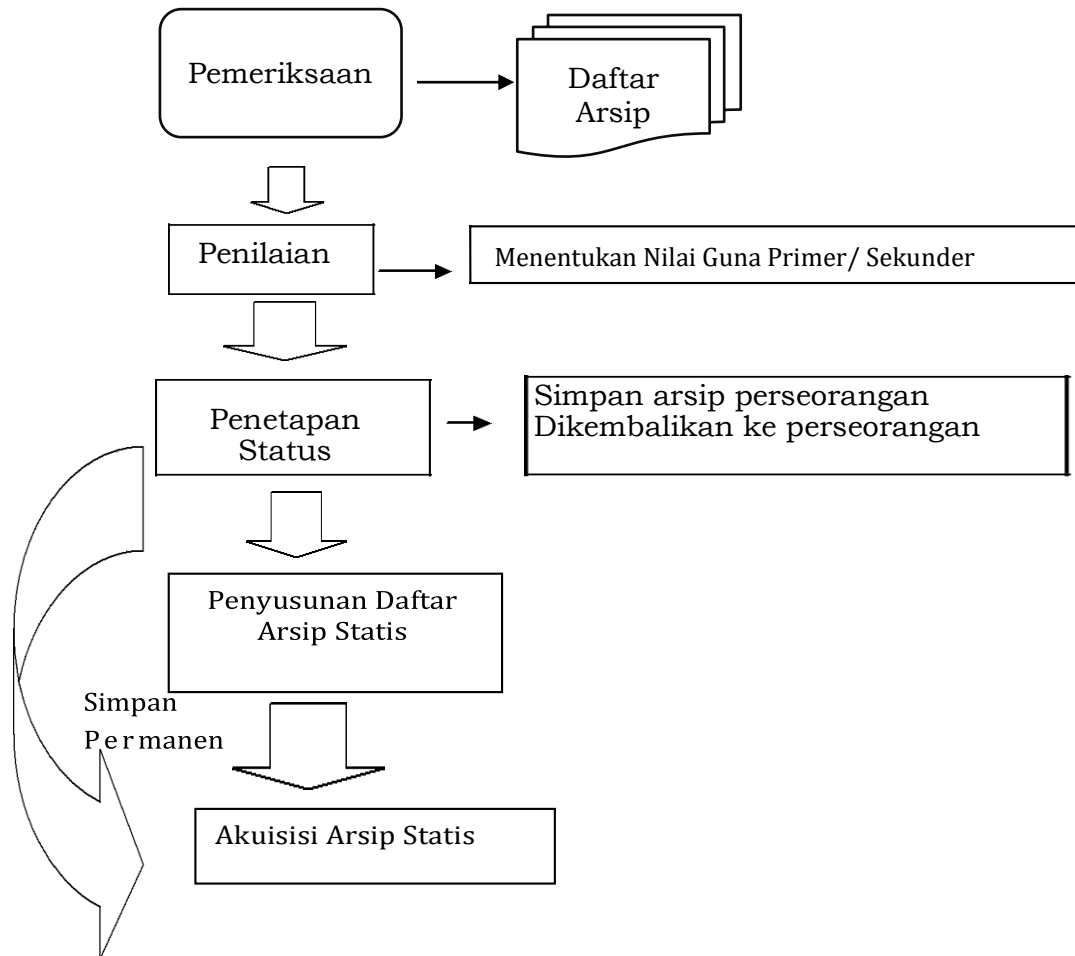 Pemeriksaan
Daftar
Arsip
Penilaian
Menentukan Nilai Guna Primer/ Sekunder
Penetapan
Status
Simpan arsip perseorangan
Dikembalikan ke perseorangan
Penyusunan Daftar
Arsip Statis
Simpan
Permanen
Akuisisi Arsip Statis